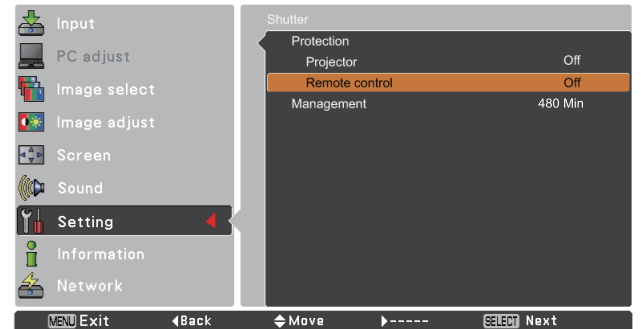 Input
PC adjust
Image select
Image adjust
Screen
Sound
Setting
Information
Network
Shutter
Protection
Projector Off
Remote control Off
Management 480 Min
MENU Exit Back Move ----- SELECT Next